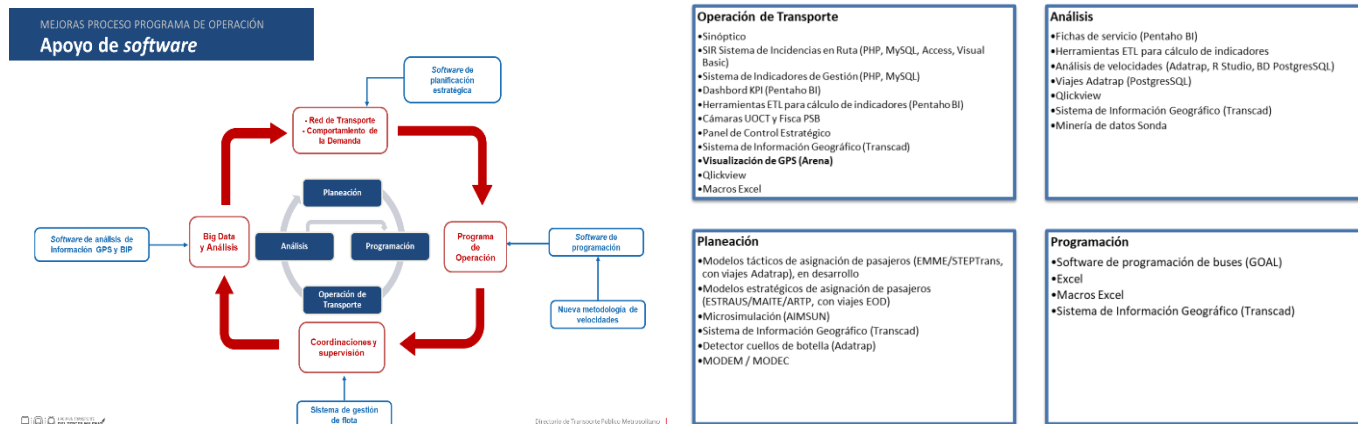 MEJORAS PROCESO PROGRAMA DE OPERACIÓN
Apoyo de software
Software de
planificación
estratégica
- Red de Transporte
- Comportamiento de
la Demanda
Planeación
Análisis
Programación
Operación de
Transporte
Big Data
y Análisis
Software de análisis de
Información GPS y BIP
Programa
de
Operación
Software de
programación
Nueva metodología de
velocidades
Coordinaciones y
supervisión
Sistema de gestión
de flota
Directorio de Transporte Público Metropolitano
Operación de Transporte
•Sinóptico
•SIR Sistema de Incidencias en Ruta (PHP, MySQL, Access, Visual
Basic)
•Sistema de Indicadores de Gestión (PHP, MySQL)
•Dashbord KPI (Pentaho BI)
•Herramientas ETL para cálculo de indicadores (Pentaho BI)
•Cámaras UOCT y Fisca PSB
•Panel de Control Estratégico
•Sistema de Información Geográfico (Transcad)
•Visualización de GPS (Arena)
•Qlickview
•Macros Excel
Análisis
•Fichas de servicio (Pentaho BI)
•Herramientas ETL para cálculo de indicadores
•Análisis de velocidades (Adatrap, R Studio, BD PostgresSQL)
•Viajes Adatrap (PostgresSQL)
•Qlickview
•Sistema de Información Geográfico (Transcad)
•Minería de datos Sonda
Planeación
•Modelos tácticos de asignación de pasajeros (EMME/STEPTrans,
con viajes Adatrap), en desarrollo
•Modelos estratégicos de asignación de pasajeros
(ESTRAUS/MAITE/ARTP, con viajes EOD)
•Microsimulación (AIMSUN)
•Sistema de Información Geográfico (Transcad)
•Detector cuellos de botella (Adatrap)
•MODEM / MODEC
Programación
•Software de programación de buses (GOAL)
•Excel
•Macros Excel
•Sistema de Información Geográfico (Transcad)